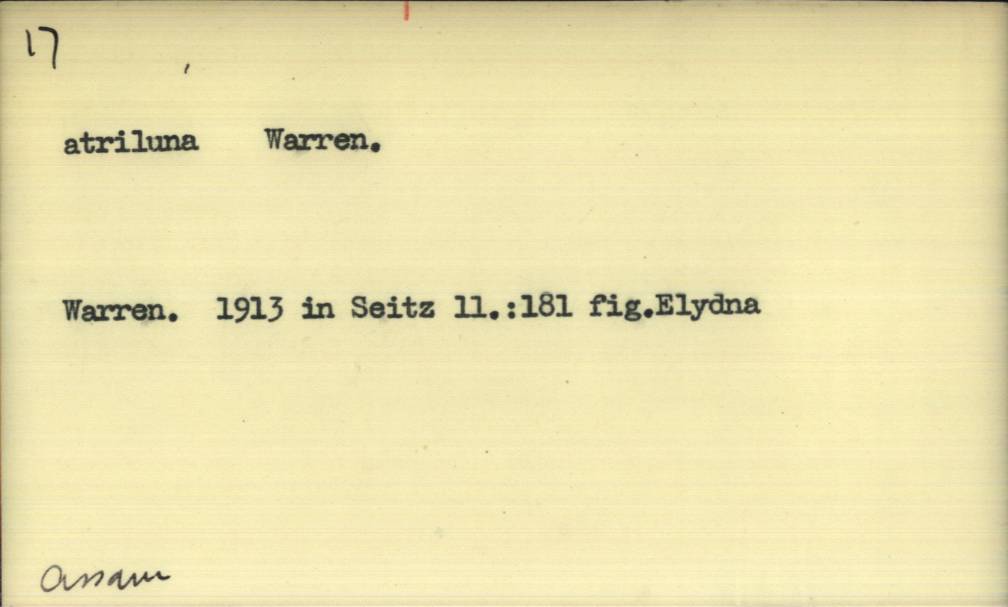 17
atriluna Warren.
Warren. 1913 in Seitz 11.:181 fig.Elydna
Assam